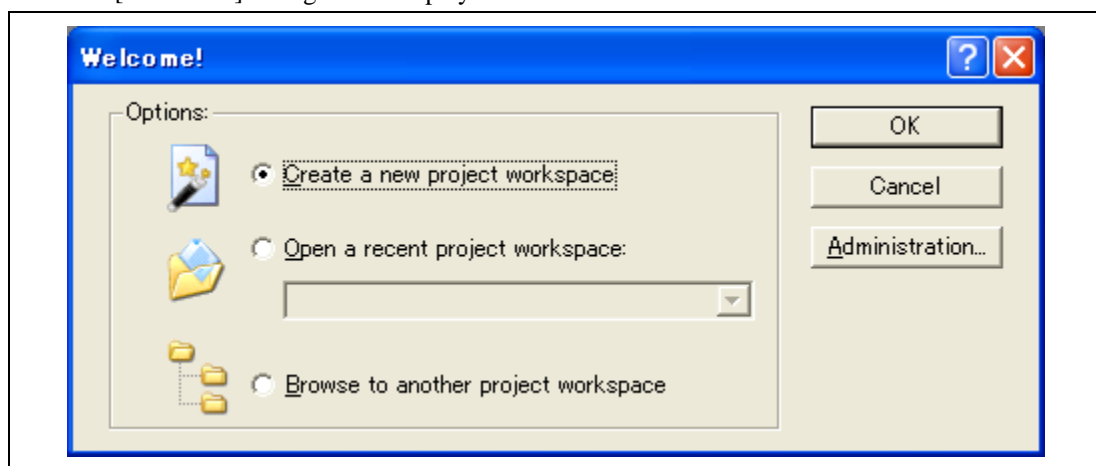 Welcome!
Options:
Create a new project workspace
Open a recent project workspace:
Browse to another project workspace
OK
Cancel
Administration...